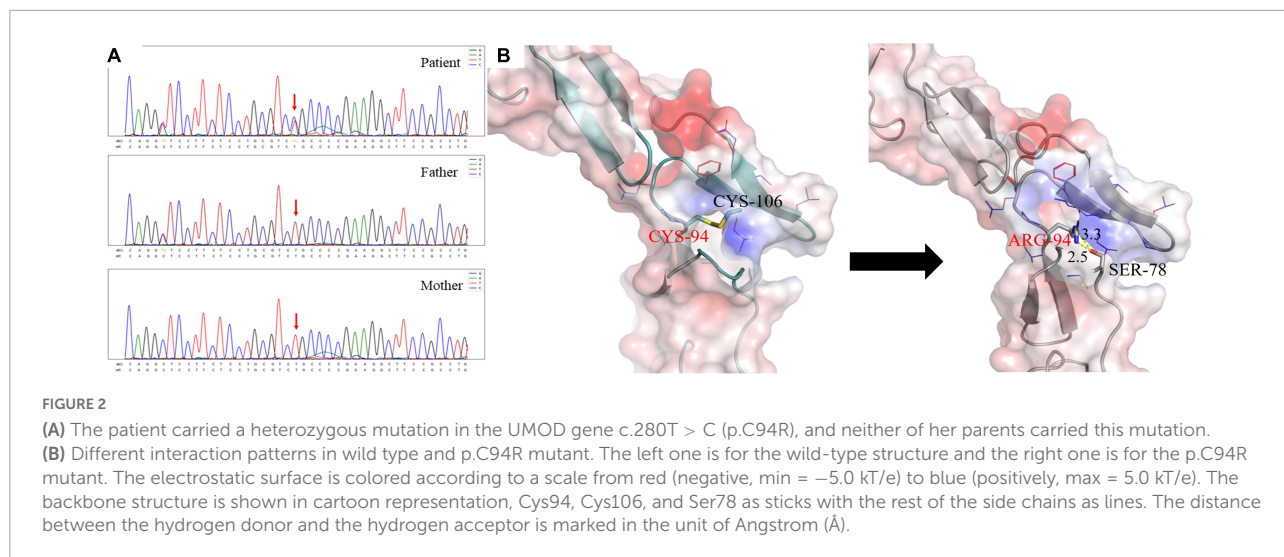 A
Patient
Father
Mother
B
CYS-106
CYS-94
ARG-94
3.3
2.5
SER-78
FIGURE 2
(A) The patient carried a heterozygous mutation in the UMOD gene c.280T > C (p.C94R), and neither of her parents carried this mutation.
(B) Different interaction patterns in wild type and p.C94R mutant. The left one is for the wild-type structure and the right one is for the p.C94R
mutant. The electrostatic surface is colored according to a scale from red (negative, min = −5.0 kT/e) to blue (positively, max = 5.0 kT/e). The
backbone structure is shown in cartoon representation, Cys94, Cys106, and Ser78 as sticks with the rest of the side chains as lines. The distance
between the hydrogen donor and the hydrogen acceptor is marked in the unit of Angstrom (Å).